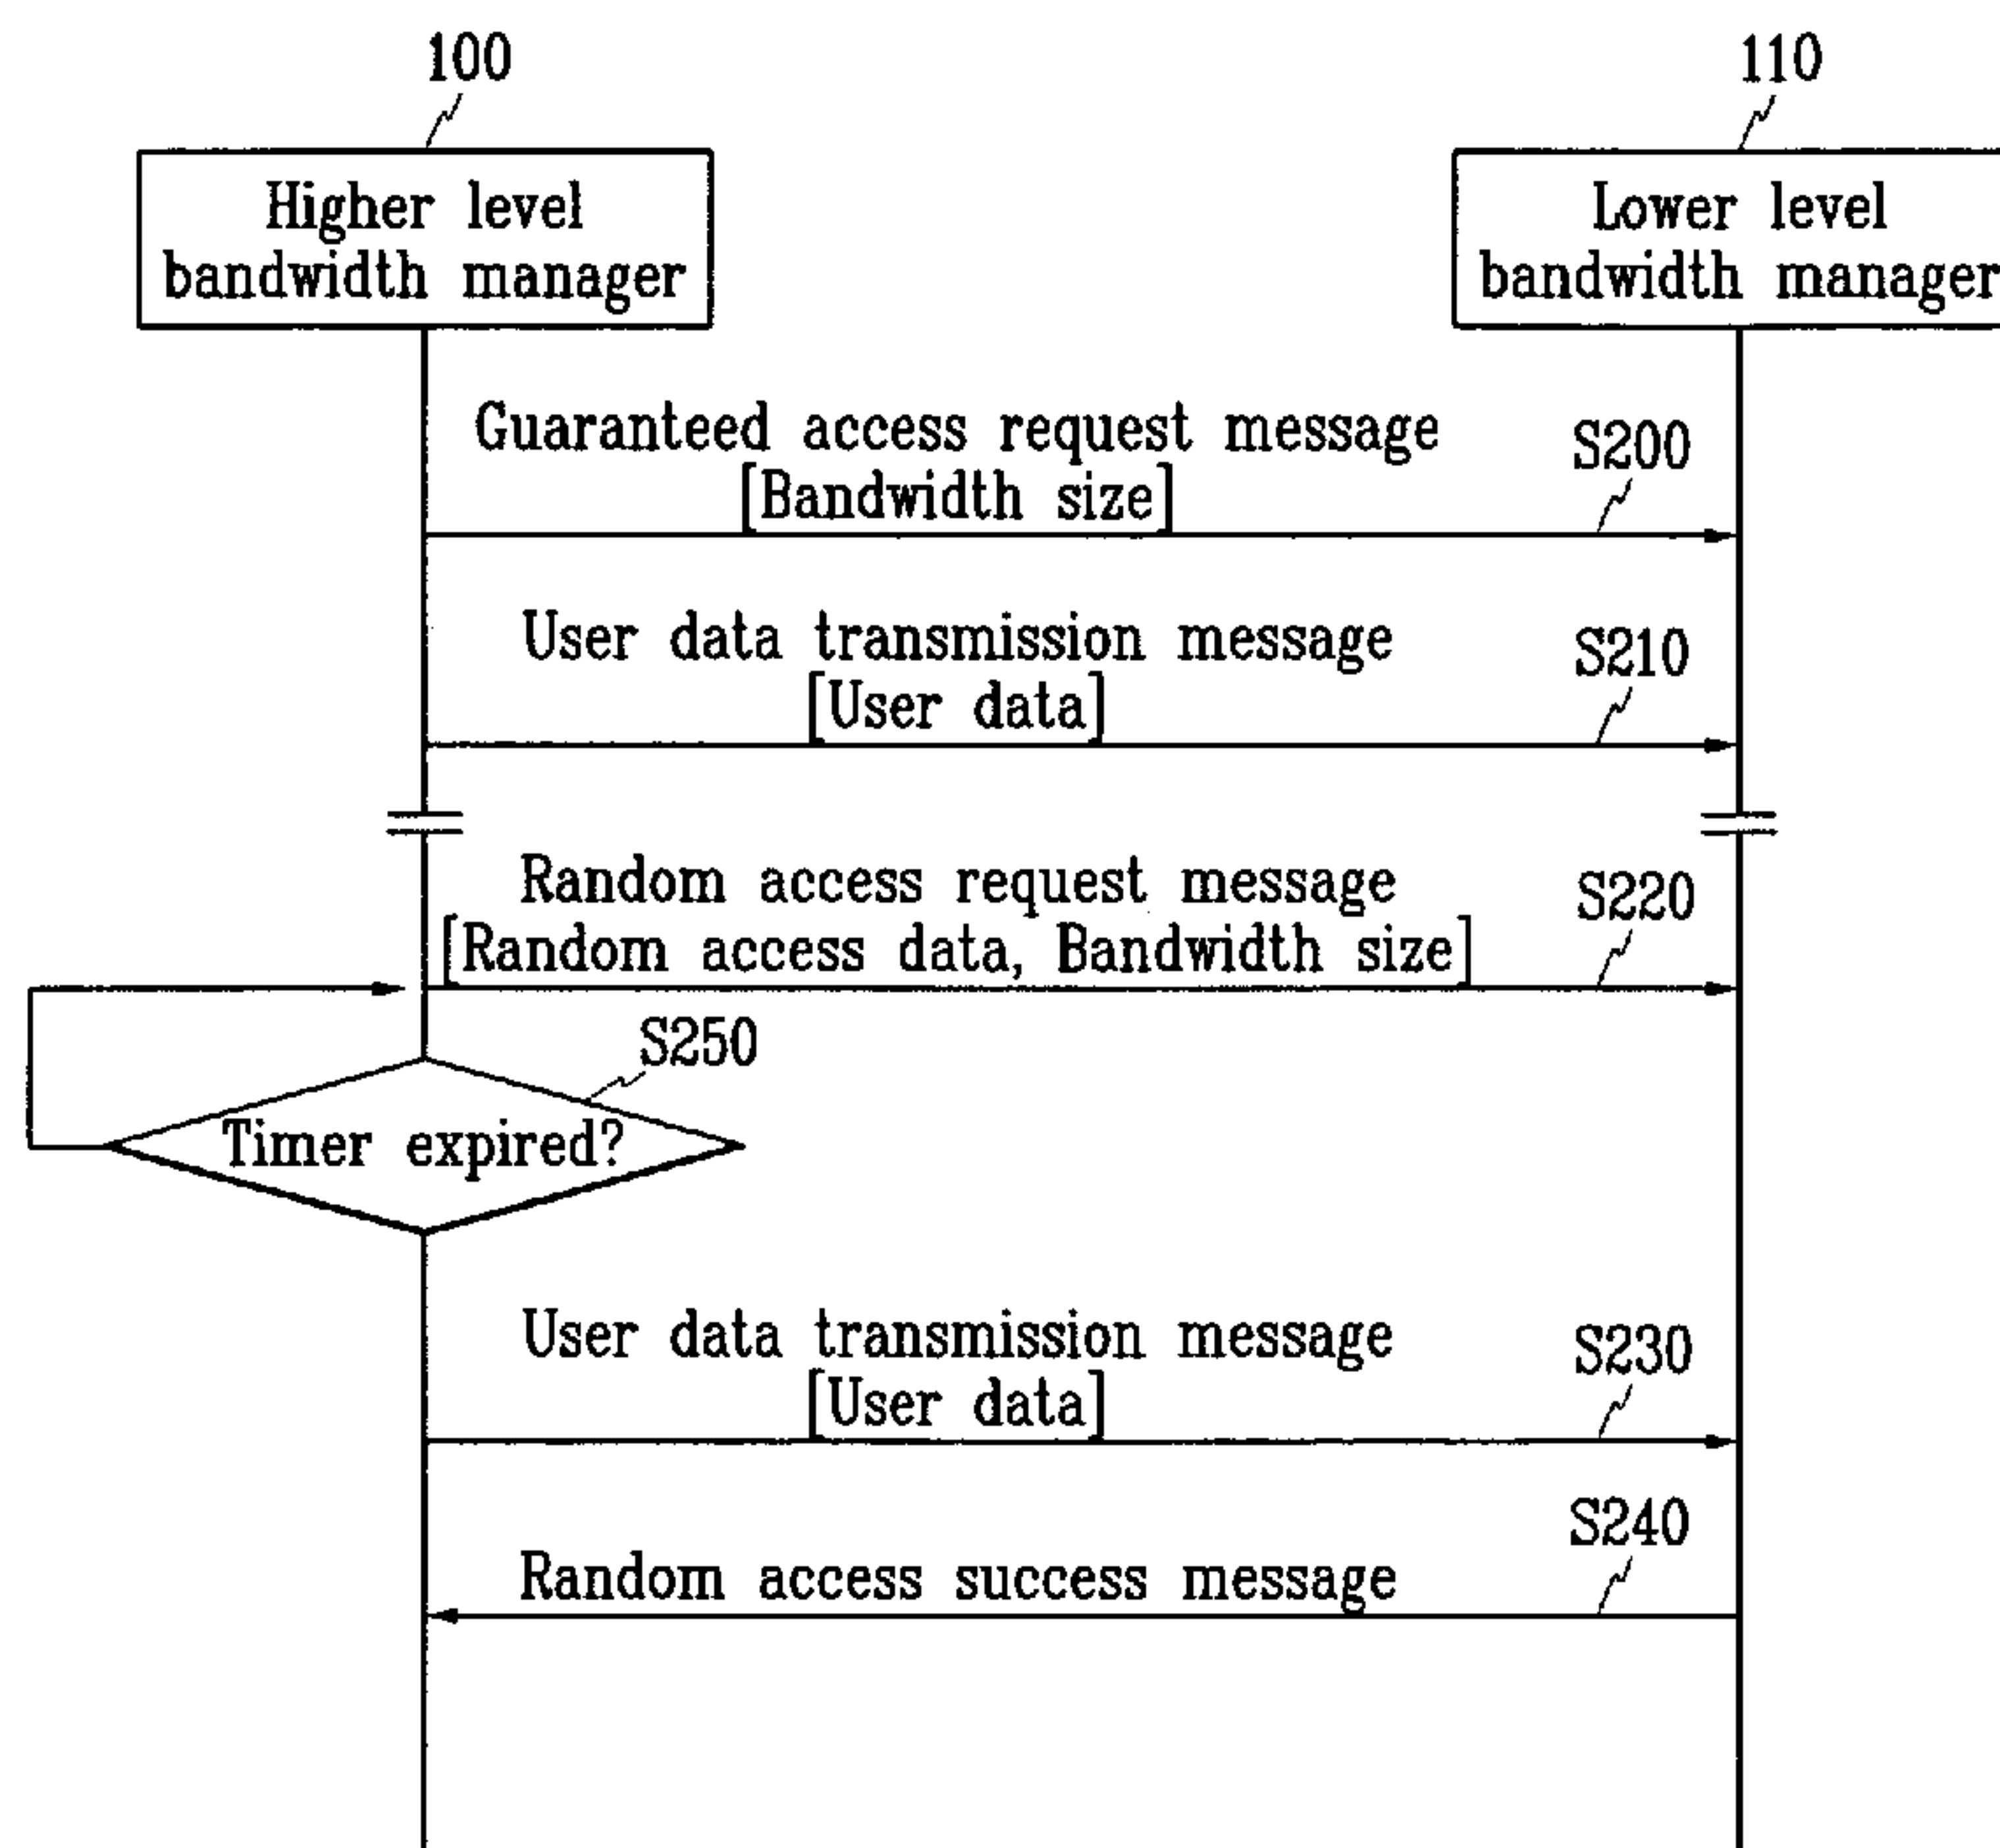 100
110
Higher level
bandwidth manager
Lower level
bandwidth manager
Guaranteed access request message
[Bandwidth size]
S200
User data transmission message
[User data]
S210
Random access request message
[Random access data, Bandwidth size]
S220
S250
Timer expired?
User data transmission message
[User data]
S230
S240
Random access success message